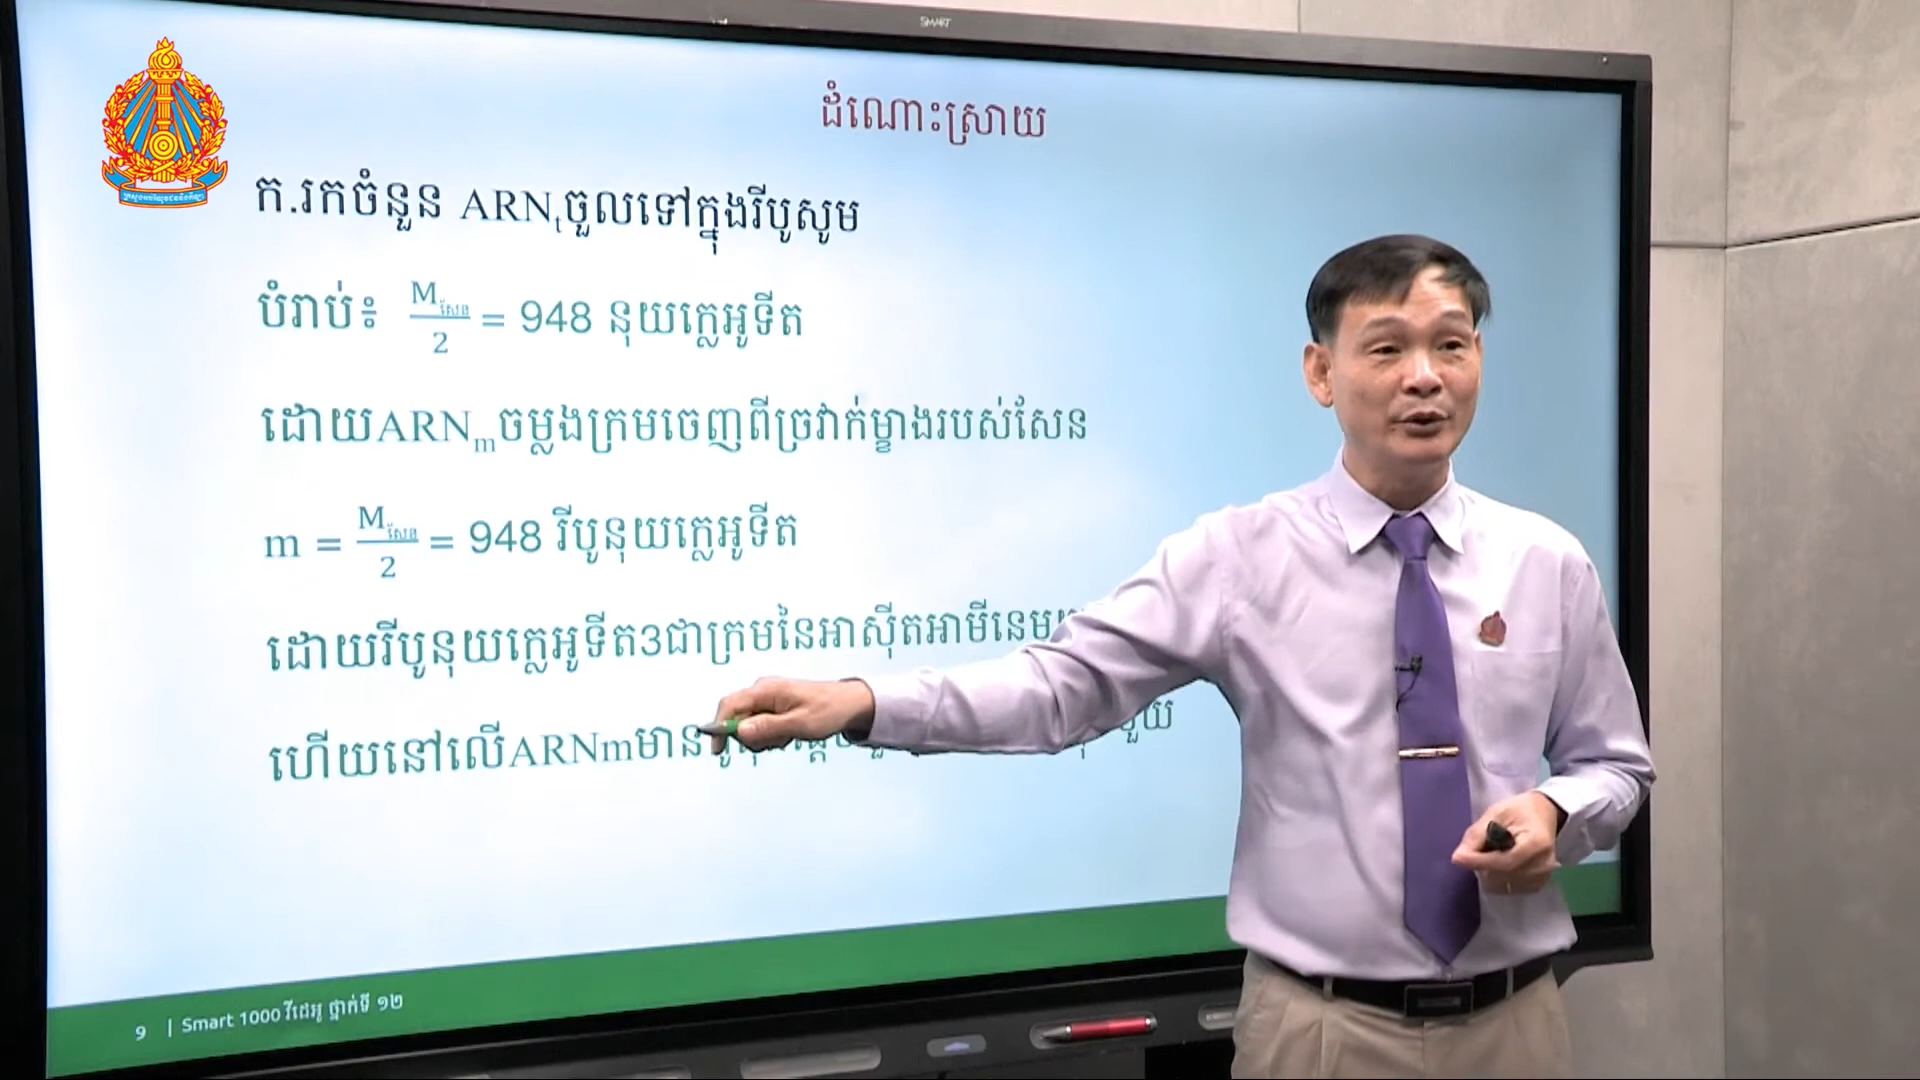 SMART
ដំណោះស្រាយ
ក.រកចំនួន ARNtចួលទៅក្នុងរីបូសូម
បំរាប់៖ Mសែន/2 = 948 នុយក្លេអូទីត
ដោយARNmចម្លងក្រមចេញពីច្រវាក់ម្ខាងរបស់សែន
m = Mសែន/2 = 948 រីបូនុយក្លេអូទីត
ដោយរីបូនុយក្លេអូទីត3ជាក្រមនៃអាស៊ីតអាមីនេ
ហើយនៅលើARNmមាន
9 | Smart 1000 វីដេអូ ថ្នាក់ទី ១២